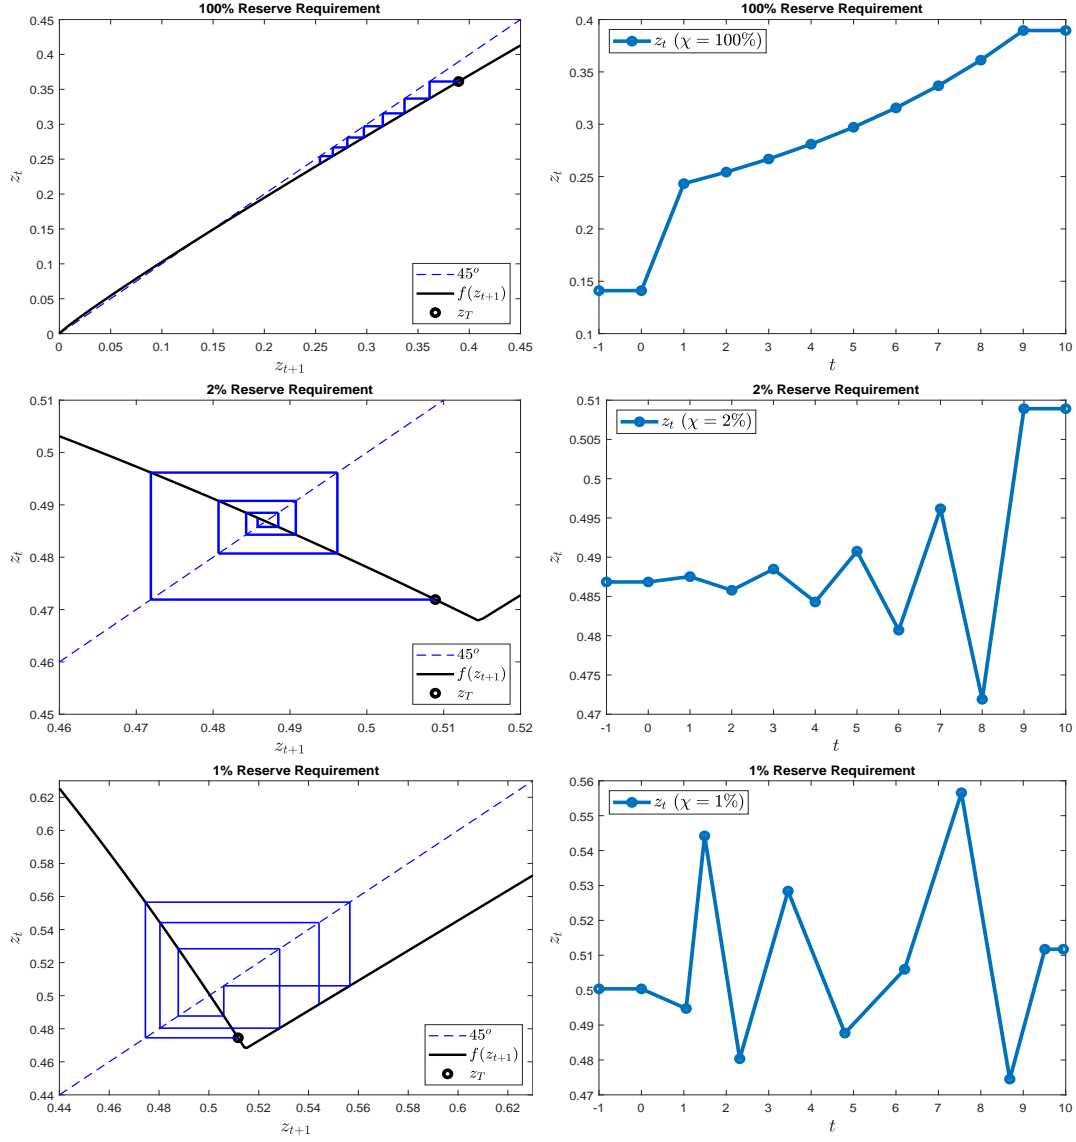 100% Reserve Requirement
0.45
0.4
0.35
0.3
0.25
0.2
0.15
0.1
0.05
0
z_t
0 0.05 0.1 0.15 0.2 0.25 0.3 0.35 0.4 0.45
z_{t+1}
45^o
f(z_{t+1})
z_T
100% Reserve Requirement
0.4
0.35
0.3
0.25
0.2
0.15
0.1
z_t
-1 0 1 2 3 4 5 6 7 8 9 10
t
z_t (χ = 100%)
2% Reserve Requirement
0.51
0.5
0.49
0.48
0.47
0.46
0.45
z_t
0.46 0.47 0.48 0.49 0.5 0.51 0.52
z_{t+1}
45^o
f(z_{t+1})
z_T
2% Reserve Requirement
0.51
0.505
0.5
0.495
0.49
0.485
0.48
0.475
0.47
z_t
-1 0 1 2 3 4 5 6 7 8 9 10
t
z_t (χ = 2%)
1% Reserve Requirement
0.62
0.6
0.58
0.56
0.54
0.52
0.5
0.48
0.46
0.44
z_t
0.44 0.46 0.48 0.5 0.52 0.54 0.56 0.58 0.6 0.62
z_{t+1}
45^o
f(z_{t+1})
z_T
1% Reserve Requirement
0.56
0.55
0.54
0.53
0.52
0.51
0.5
0.49
0.48
0.47
z_t
-1 0 1 2 3 4 5 6 7 8 9 10
t
z_t (χ = 1%)